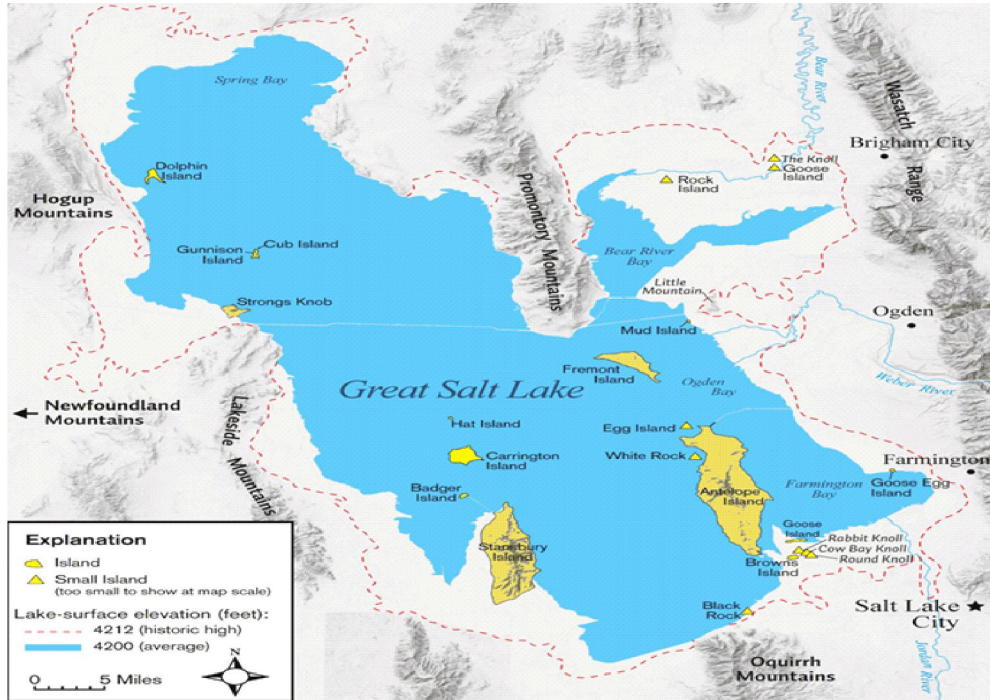 Spring Bay
Bear River
Wasatch
Range
Brigham City
The Knoll
Goose
Island
Rock
Island
Dolphin
Island
Hogup
Mountains
Promontory Mountains
Gunnison
Island
Cub Island
Bear River
Bay
Little
Mountain
Strongs Knob
Mud Island
Ogden
Fremont
Island
Ogden
Bay
Weber River
Great Salt Lake
Newfoundland
Mountains
Lakeside Mountains
Hat Island
Egg Island
White Rock
Carrington
Island
Farmington
Badger
Island
Antelope
Island
Farmington
Bay
Goose Egg
Island
Stansbury
Island
Goose
Island
Rabbit Knoll
Cow Bay Knoll
Round Knoll
Browns
Island
Black
Rock
Salt Lake
City
Jordan River
Oquirrh
Mountains
Explanation
Island
Small Island
(too small to show at map scale)
Lake-surface elevation (feet):
4212 (historic high)
4200 (average)
0 5 Miles
N